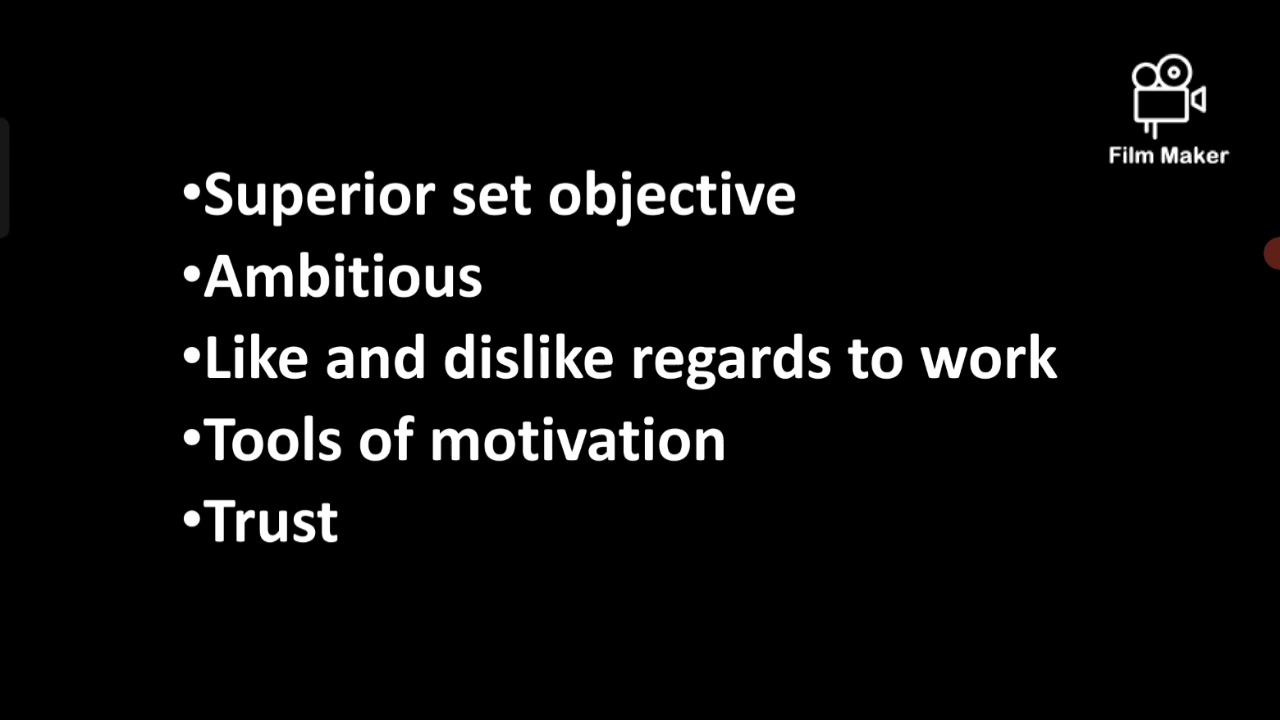 Film Maker
•Superior set objective
•Ambitious
•Like and dislike regards to work
•Tools of motivation
•Trust